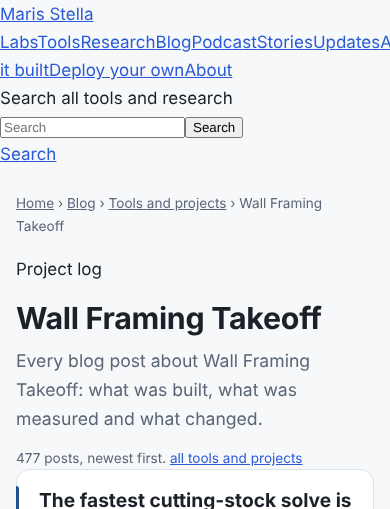 Maris Stella
LabsToolsResearchBlogPodcastStoriesUpdatesA
it builtDeploy your ownAbout
Search all tools and research
Search Search
Search
Home › Blog › Tools and projects › Wall Framing
Takeoff
Project log
Wall Framing Takeoff
Every blog post about Wall Framing
Takeoff: what was built, what was
measured and what changed.
477 posts, newest first. all tools and projects
The fastest cutting-stock solve is